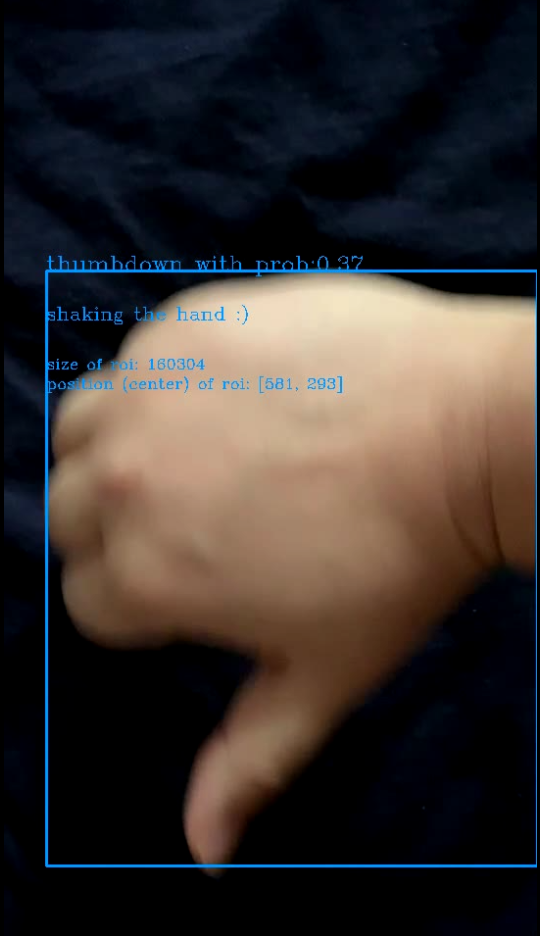 thumbdown with prob:0.37
shaking the hand :)
size of roi: 160304
position (center) of roi: [581, 293]